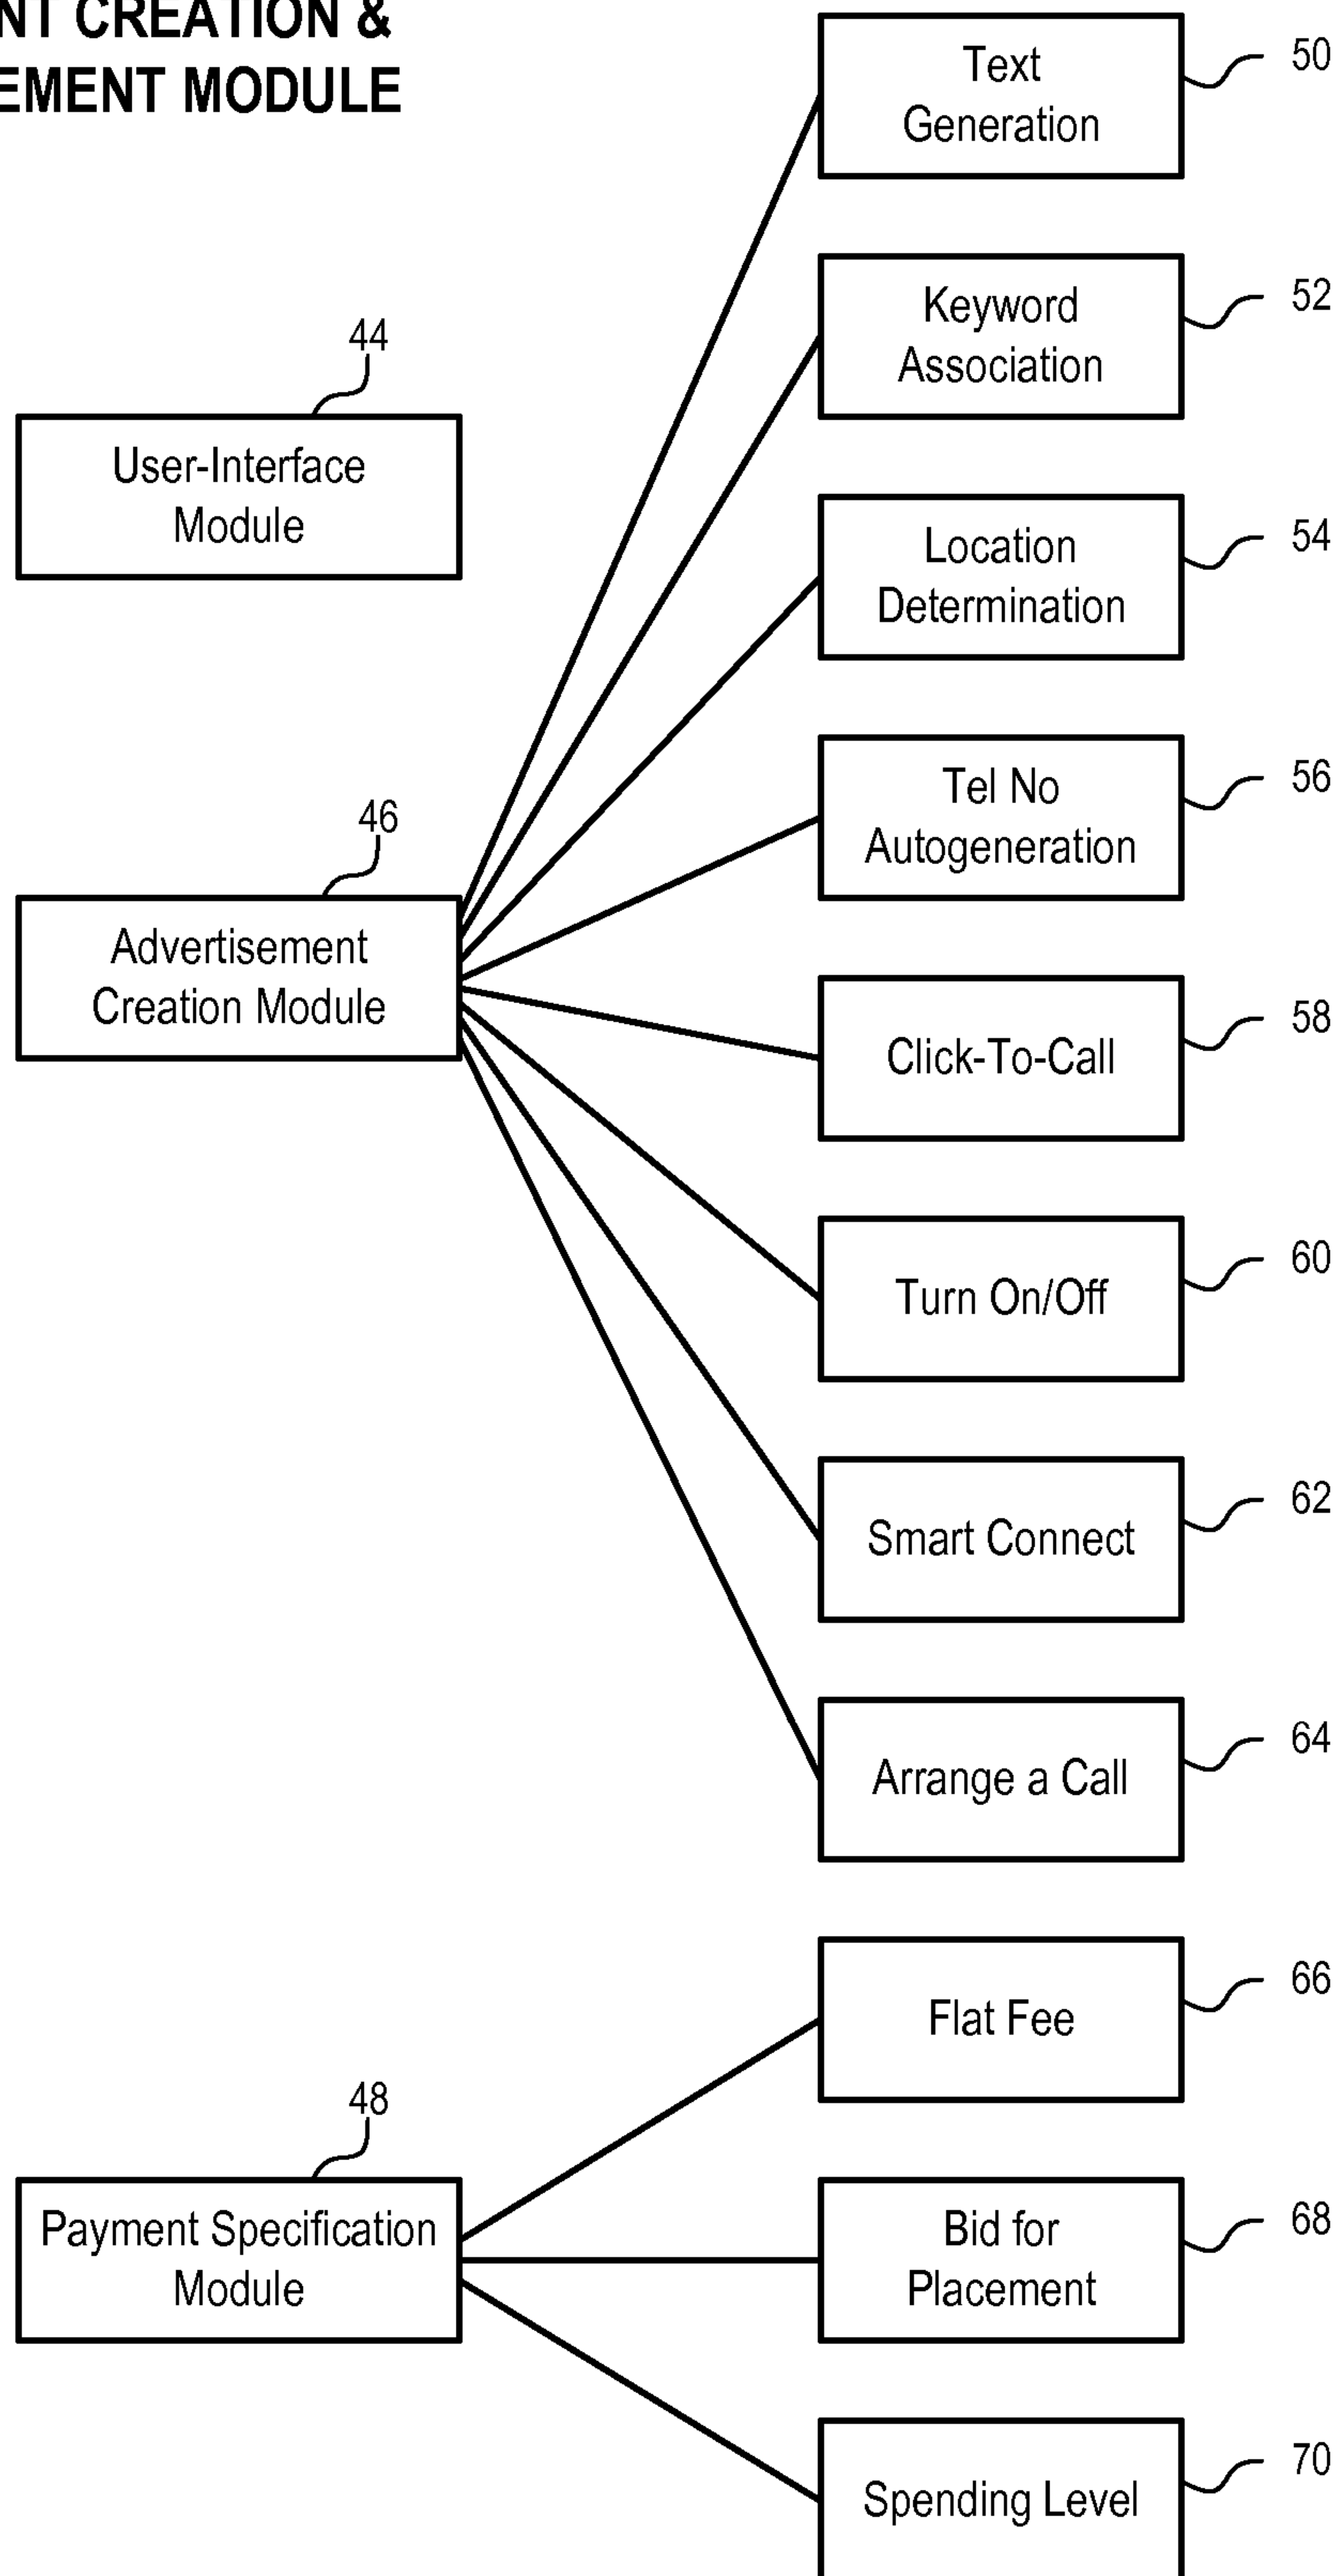 NT CREATION &
EMENT MODULE
Text
Generation
50
Keyword
Association
52
44
User-Interface
Module
Location
Determination
54
Tel No
Autogeneration
56
46
Advertisement
Creation Module
Click-To-Call
58
Turn On/Off
60
Smart Connect
62
Arrange a Call
64
Flat Fee
66
48
Payment Specification
Module
Bid for
Placement
68
Spending Level
70